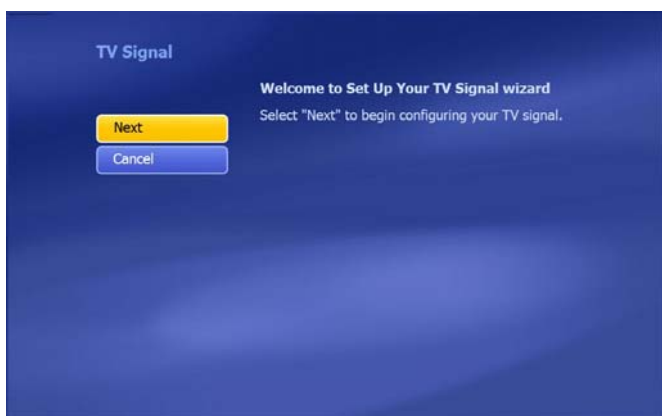 TV Signal
Welcome to Set Up Your TV Signal wizard
Select "Next" to begin configuring your TV signal.
Next
Cancel